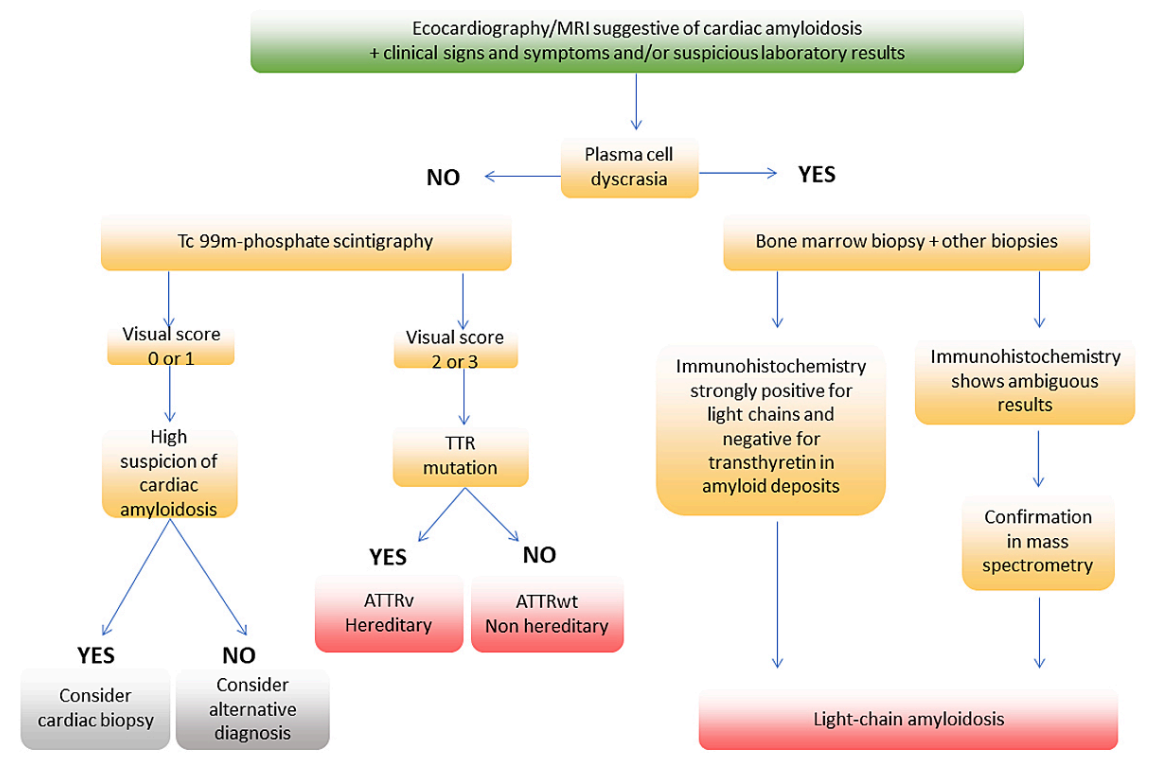 Ecocardiography/MRI suggestive of cardiac amyloidosis
+ clinical signs and symptoms and/or suspicious laboratory results
Plasma cell
dyscrasia
NO
YES
Tc 99m-phosphate scintigraphy
Bone marrow biopsy + other biopsies
Visual score
0 or 1
Visual score
2 or 3
High
suspicion of
cardiac
amyloidosis
TTR
mutation
Immunohistochemistry
strongly positive for
light chains and
negative for
transthyretin in
amyloid deposits
Immunohistochemistry
shows ambiguous
results
Confirmation
in mass
spectrometry
YES
NO
ATTRv
Hereditary
ATTRwt
Non hereditary
YES
NO
Consider
cardiac biopsy
Consider
alternative
diagnosis
Light-chain amyloidosis